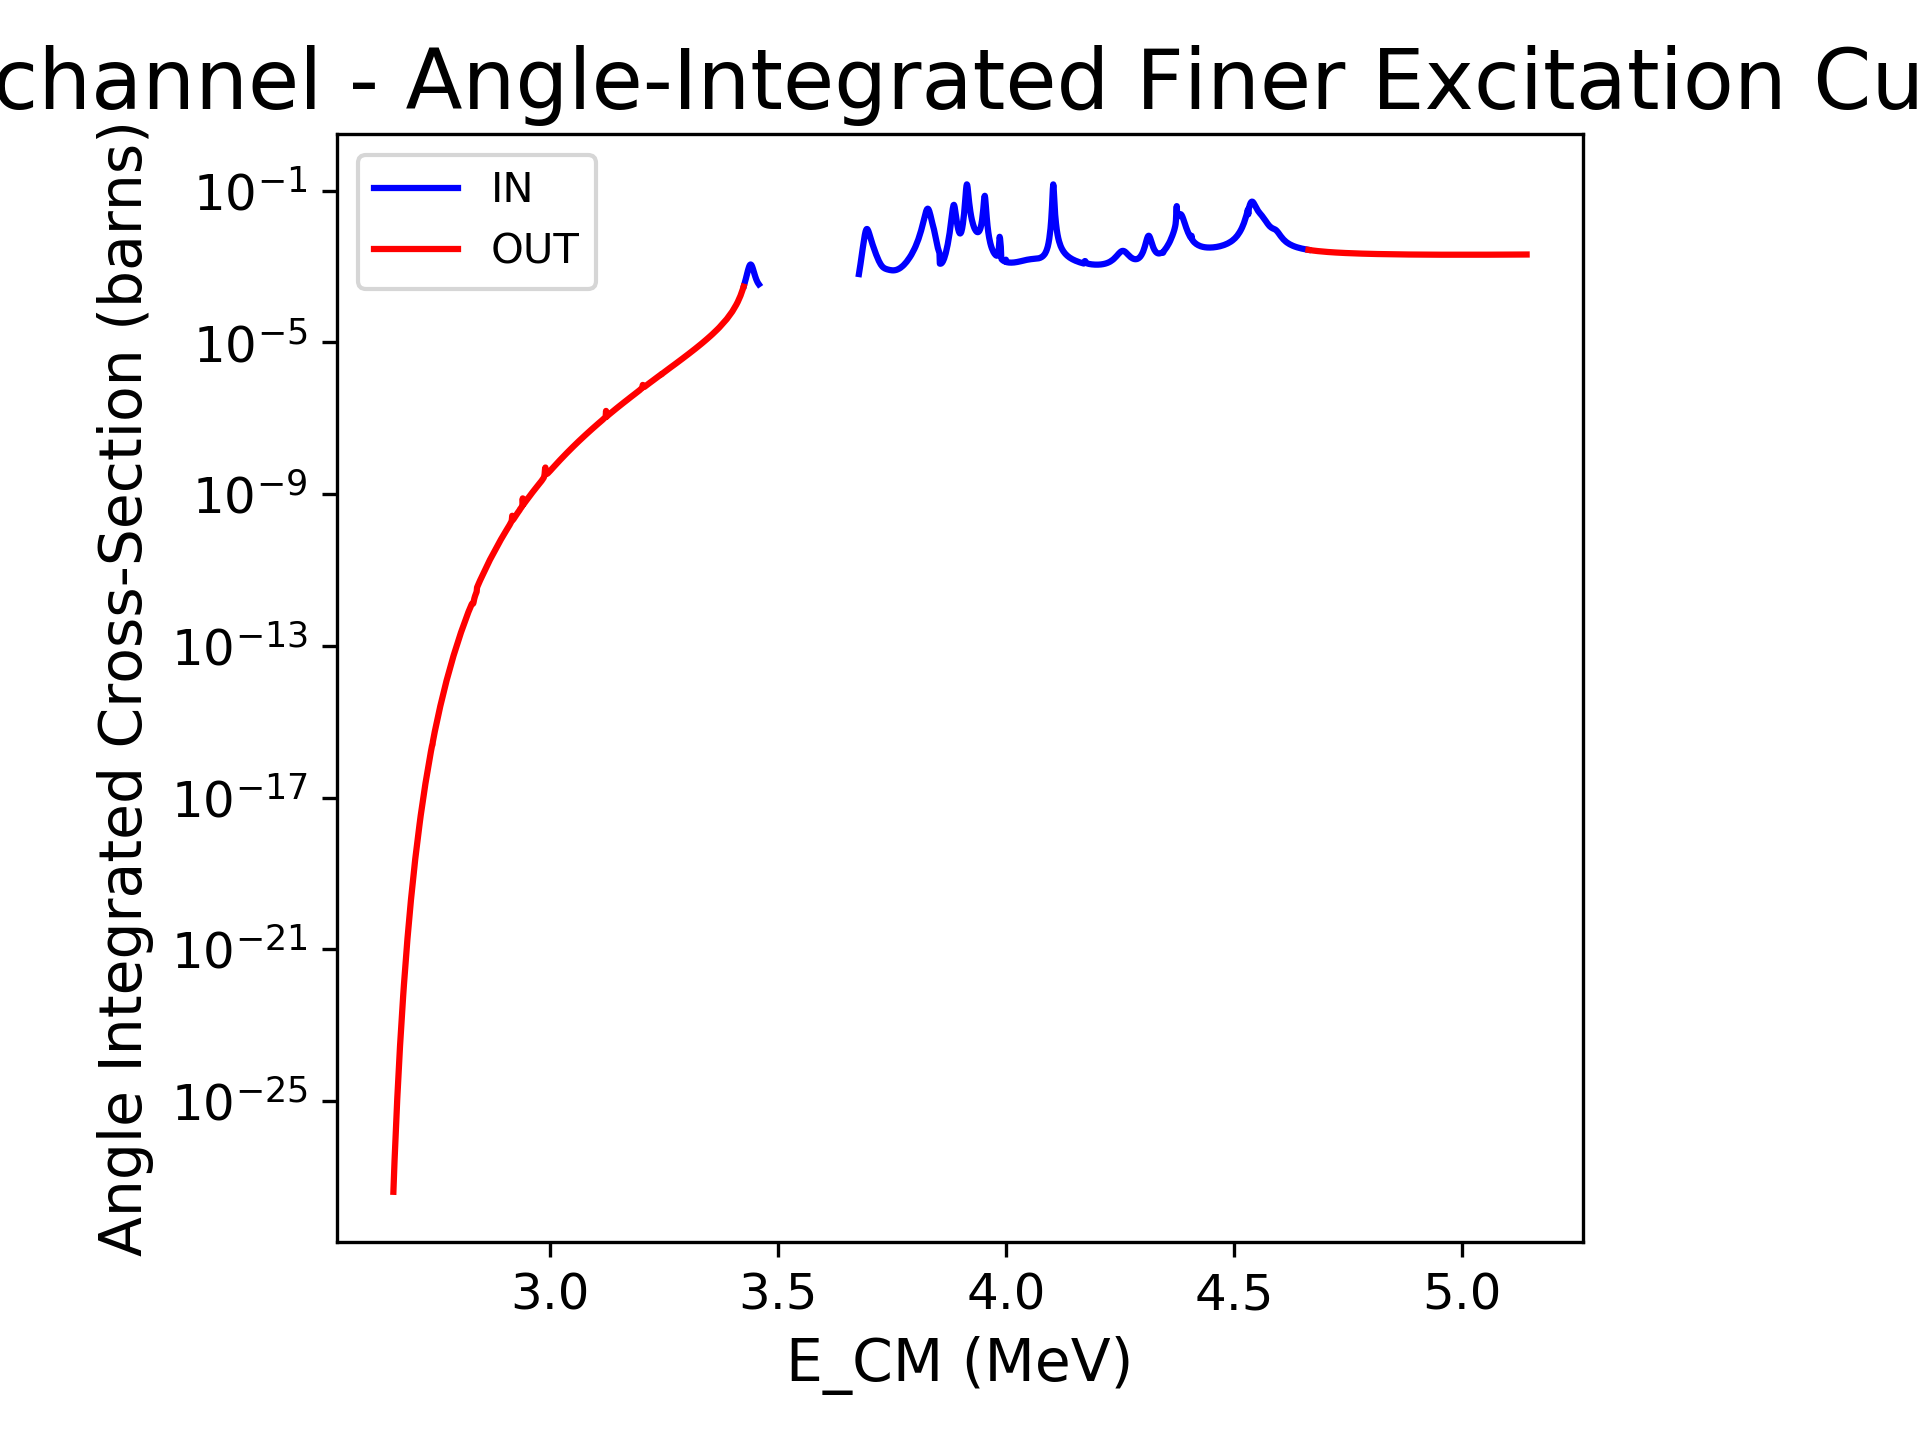 channel - Angle-Integrated Finer Excitation Cu
IN
OUT
Angle Integrated Cross-Section (barns)
10⁻¹
10⁻⁵
10⁻⁹
10⁻¹³
10⁻¹⁷
10⁻²¹
10⁻²⁵
3.0 3.5 4.0 4.5 5.0
E_CM (MeV)